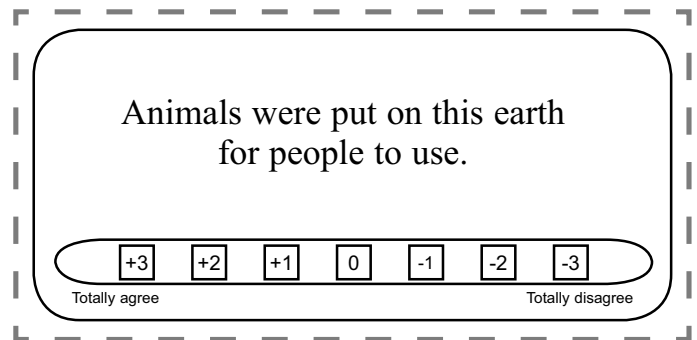 Animals were put on this earth
for people to use.
+3 +2 +1 0 -1 -2 -3
Totally agree Totally disagree